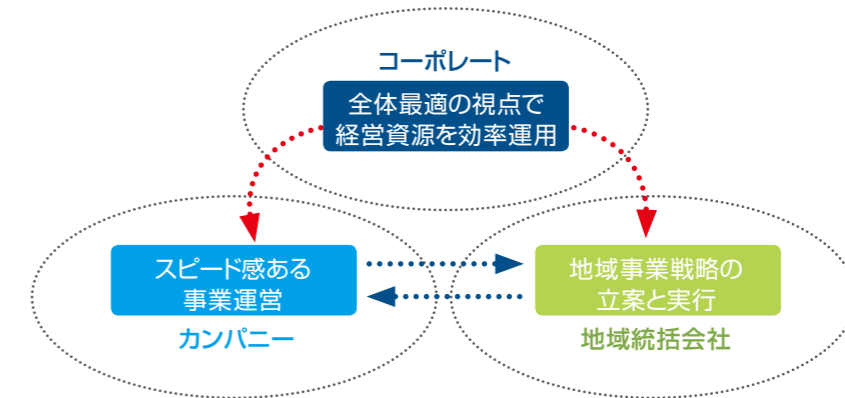 コーポレート
全体最適の視点で
経営資源を効率運用
スピード感ある
事業運営
カンパニー
地域事業戦略の
立案と実行
地域統括会社